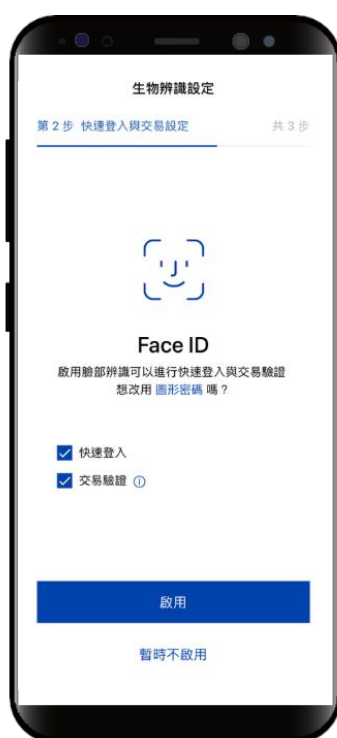 生物辨識設定
第 2 步 快速登入與交易設定 共 3 步
Face ID
啟用臉部辨識可以進行快速登入與交易驗證
想改用 圖形密碼 嗎？
快速登入
交易驗證
啟用
暫時不啟用